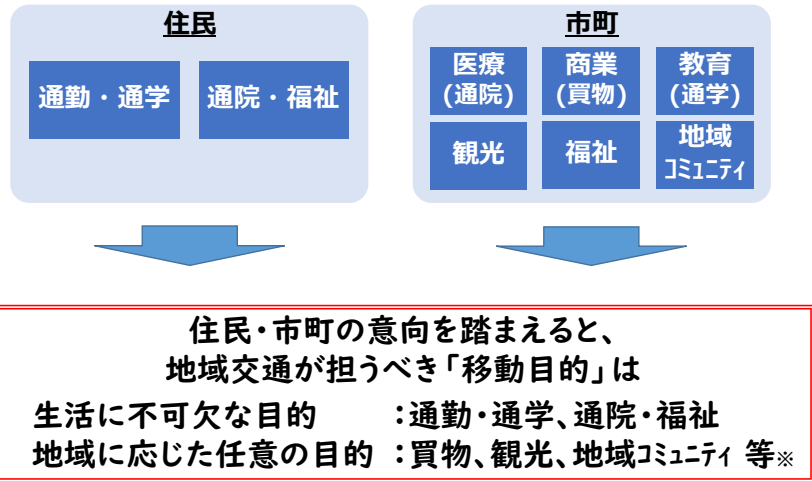 住民
通勤・通学
通院・福祉
市町
医療
(通院)
商業
(買物)
教育
(通学)
観光
福祉
地域
ｺﾐｭﾆﾃｨ
住民・市町の意向を踏まえると、
地域交通が担うべき「移動目的」は
生活に不可欠な目的　　：通勤・通学、通院・福祉
地域に応じた任意の目的：買物、観光、地域ｺﾐｭﾆﾃｨ 等※